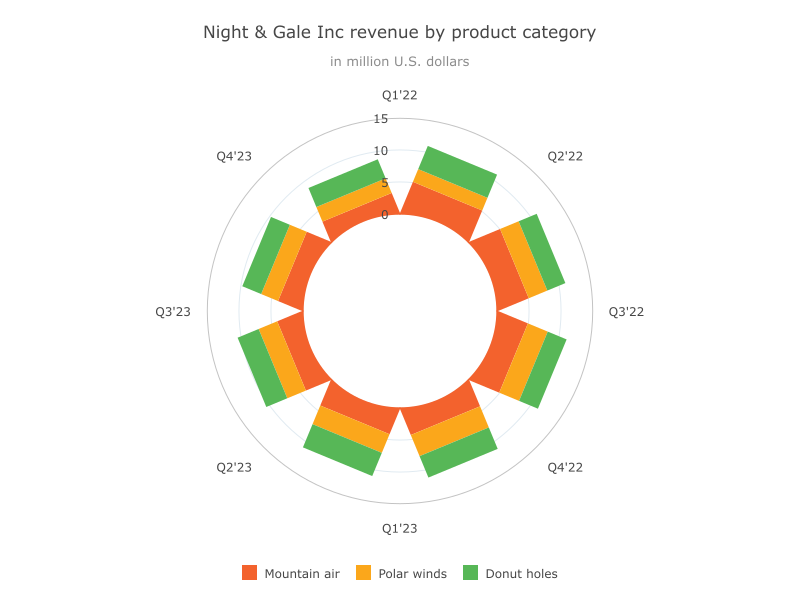 Night & Gale Inc revenue by product category
in million U.S. dollars
Q1'22
15
Q4'23
10
Q2'22
5
0
Q3'23
Q3'22
Q2'23
Q4'22
Q1'23
Mountain air
Polar winds
Donut holes